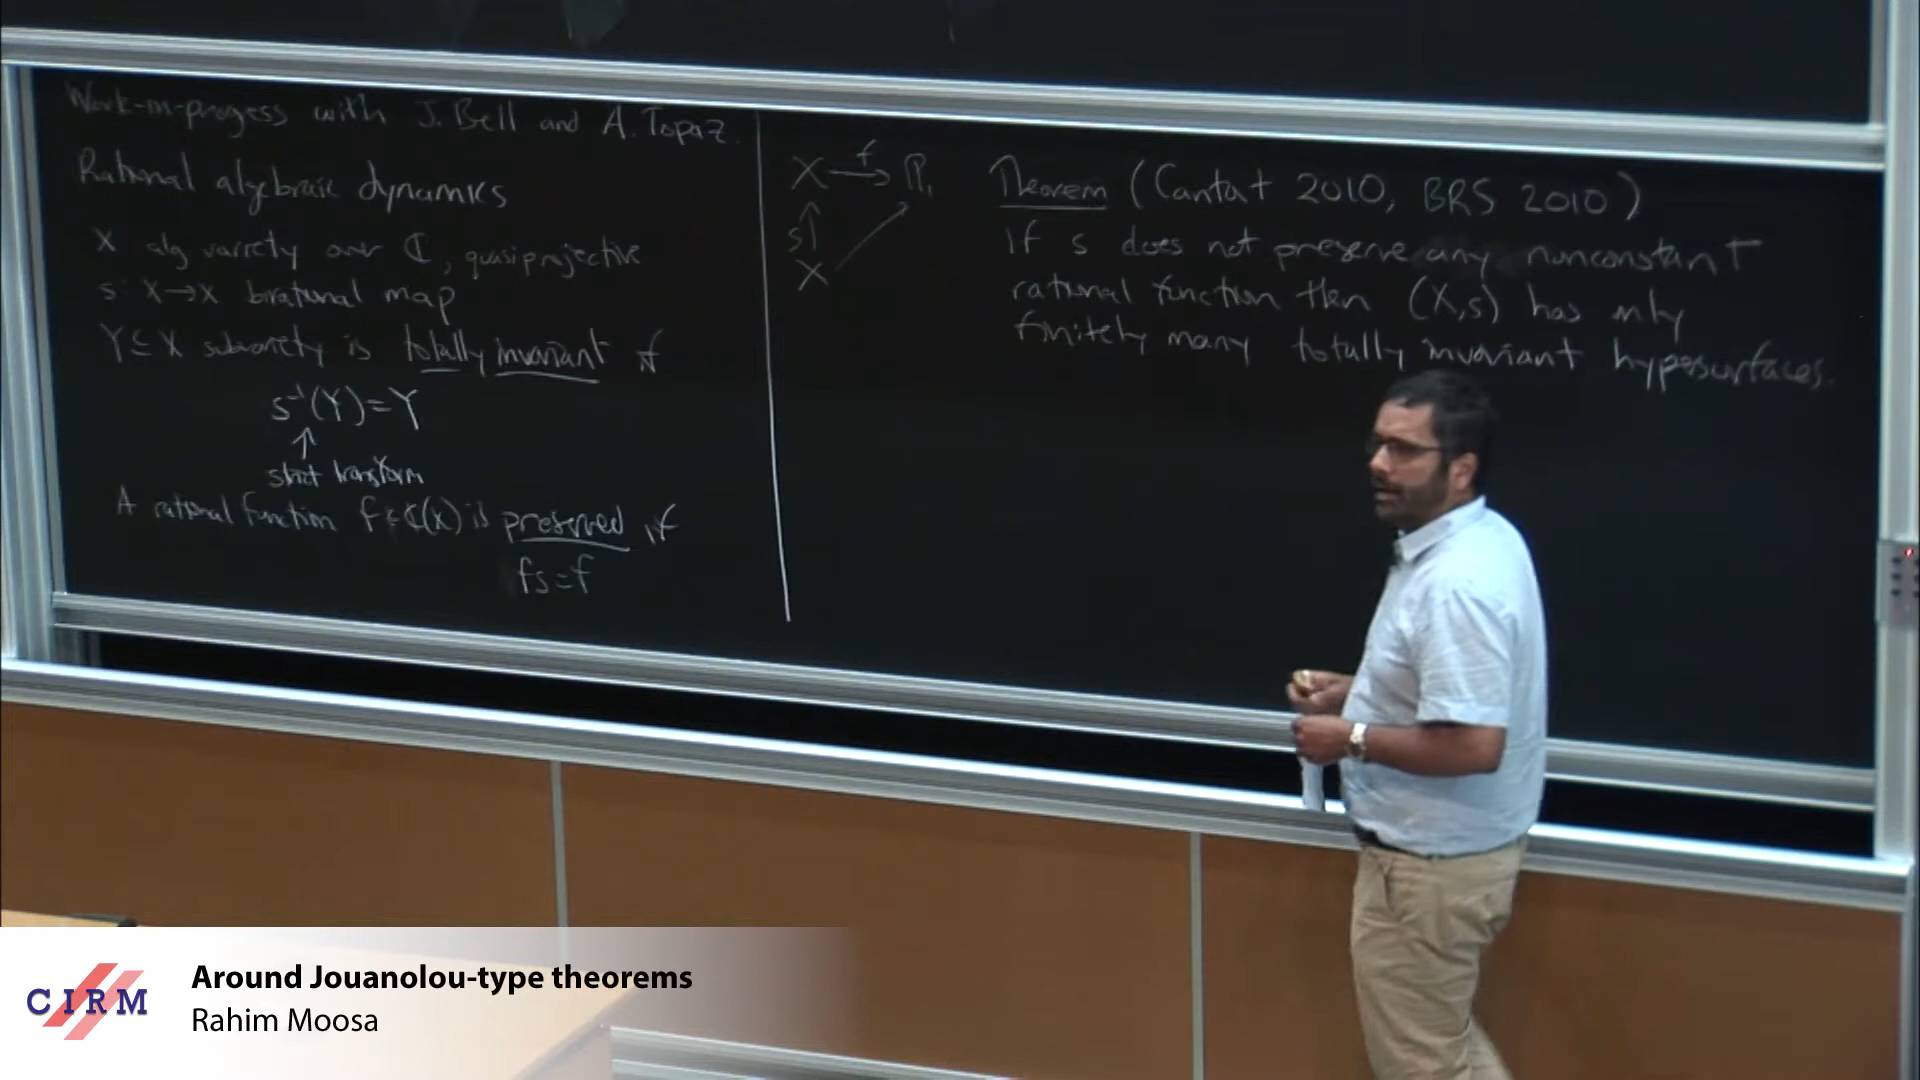 Work-in-progess with J. Bell and A. Topaz.
Rational algebraic dynamics
X alg variety over ℂ, quasiprojective
s: X→X birational map
Y ⊆ X subvariety is totally invariant if
s⁻¹(Y)=Y
↑
strict transform
A rational function f∈ℂ(X) is preserved if
fs=f
X →f ℙ₁
s↑
X
Theorem (Cantat 2010, BRS 2010)
If s does not preserve any nonconstant
rational function then (X,s) has only
finitely many totally invariant hypersurfaces.
CIRM
Around Jouanolou-type theorems
Rahim Moosa